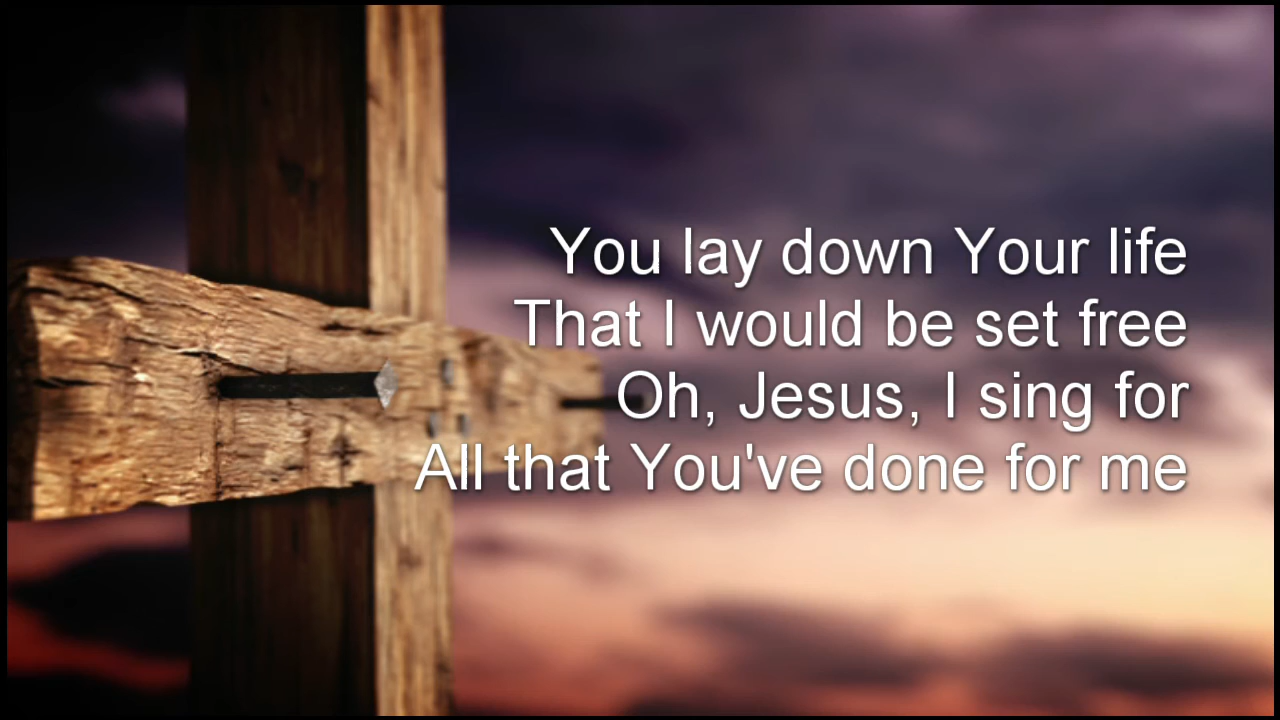 You lay down Your life
That I would be set free
Oh, Jesus, I sing for
All that You've done for me